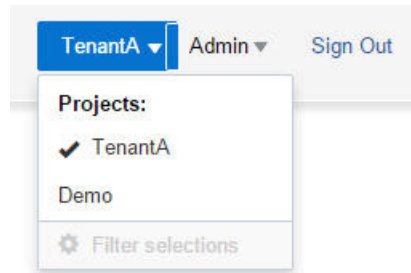 TenantA Admin Sign Out
Projects:
TenantA
Demo
Filter selections